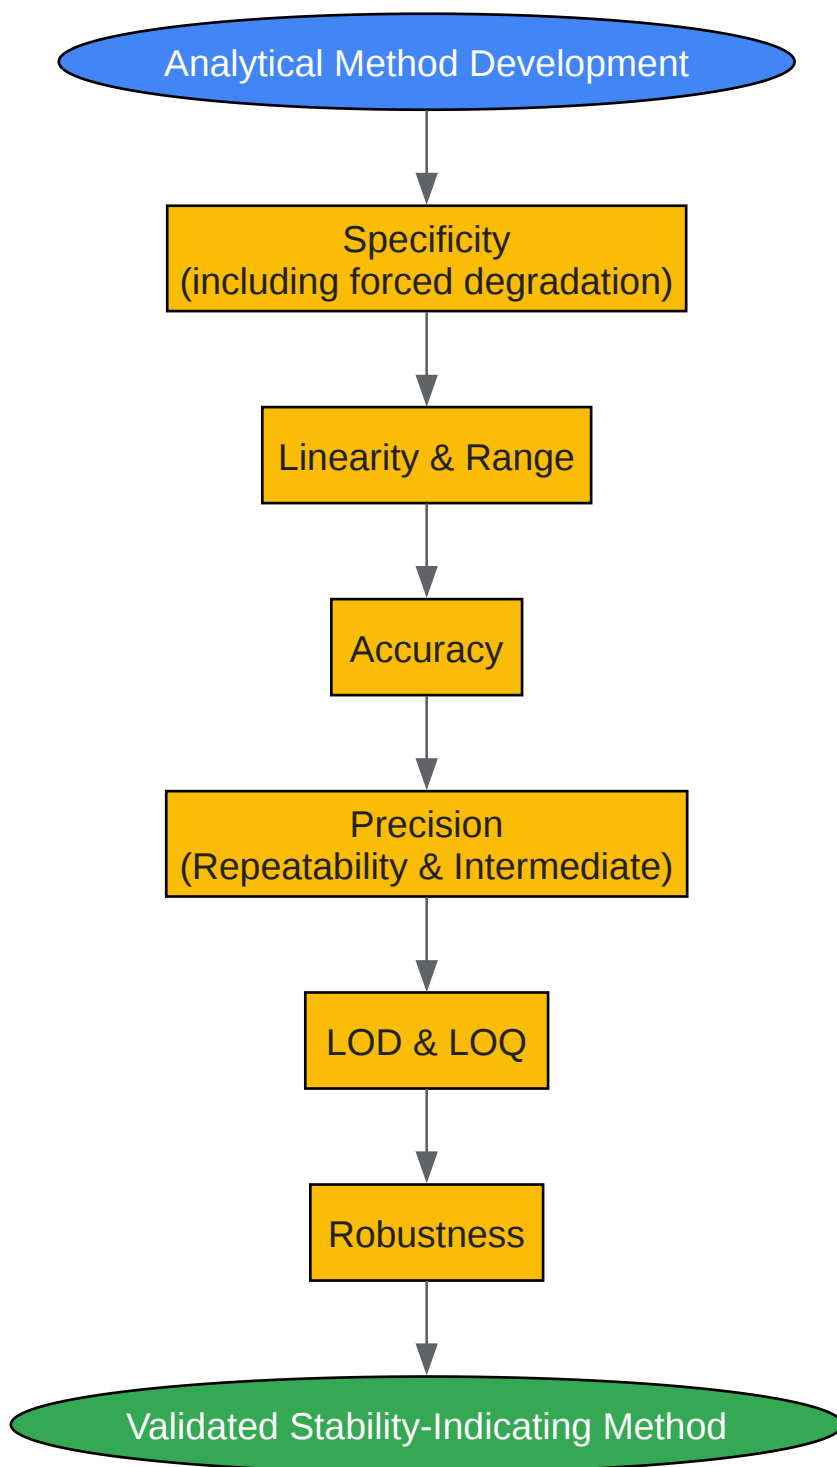 Analytical Method Development
Specificity
(including forced degradation)
Linearity & Range
Accuracy
Precision
(Repeatability & Intermediate)
LOD & LOQ
Robustness
Validated Stability-Indicating Method